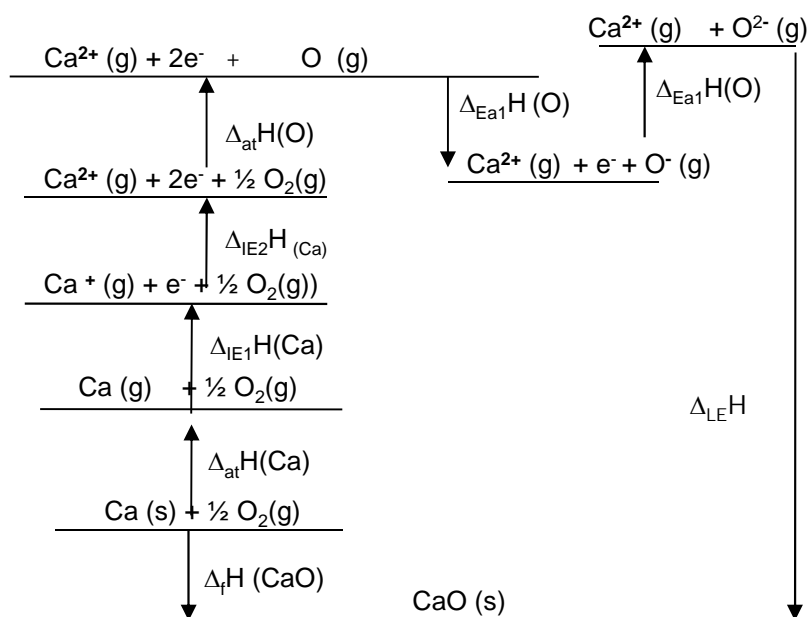 Ca²⁺ (g) + O²⁻ (g)
Ca²⁺ (g) + 2e⁻ + O (g)
Δ_Ea1H (O)
Δ_Ea1H(O)
Δ_atH(O)
Ca²⁺ (g) + e⁻ + O⁻ (g)
Ca²⁺ (g) + 2e⁻ + ½ O₂(g)
Δ_IE2H (Ca)
Ca ⁺ (g) + e⁻ + ½ O₂(g))
Δ_IE1H(Ca)
Ca (g) + ½ O₂(g)
Δ_LEH
Δ_atH(Ca)
Ca (s) + ½ O₂(g)
Δ_fH (CaO)
CaO (s)